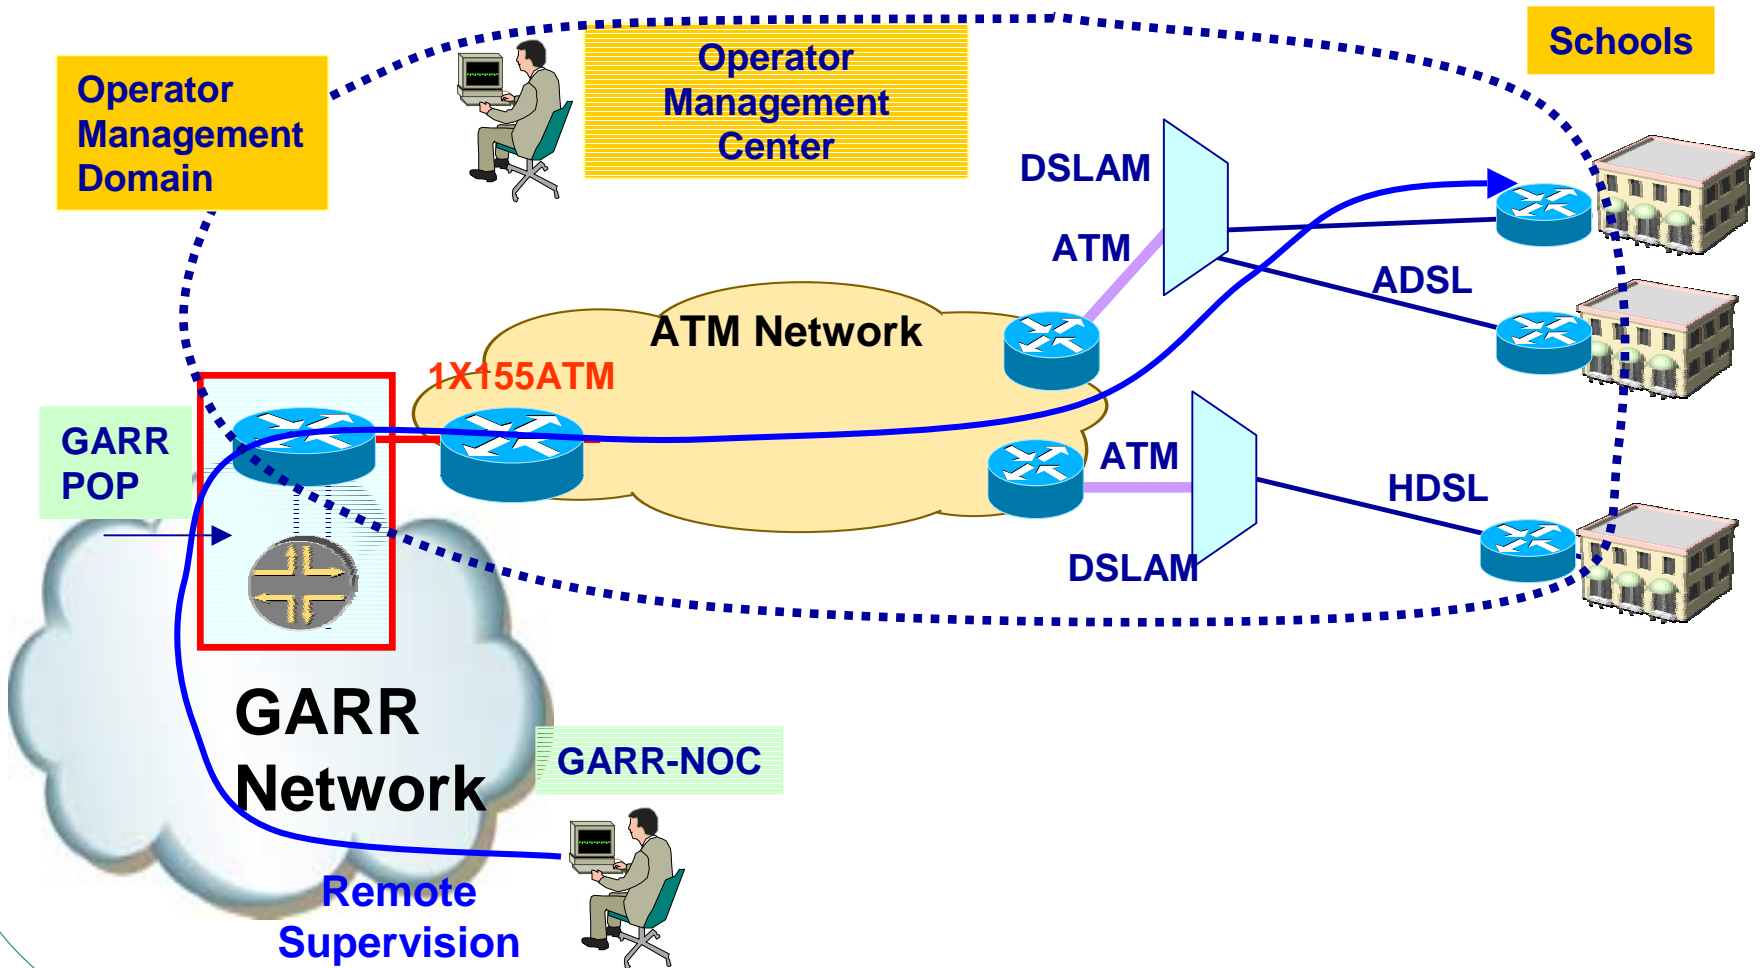 Operator
Management
Domain
Operator
Management
Center
Schools
DSLAM
ATM
ADSL
ATM Network
1X155ATM
GARR
POP
ATM
HDSL
DSLAM
GARR
Network
GARR-NOC
Remote
Supervision